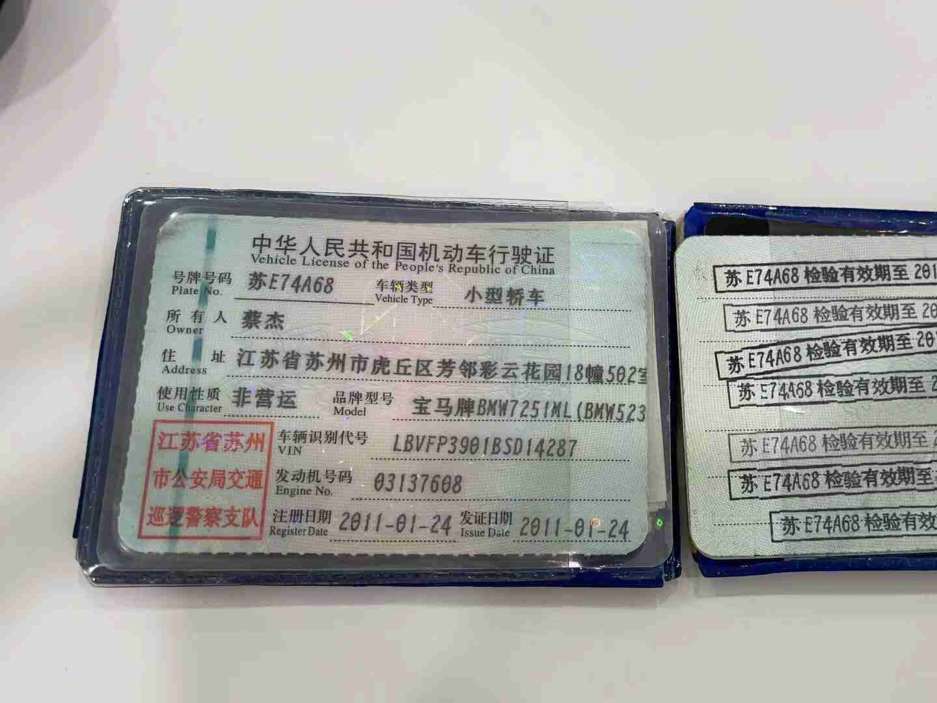 中华人民共和国机动车行驶证
Vehicle License of the People's Republic of China
号牌号码 苏E74A68 车辆类型 小型轿车
Plate No. Vehicle Type
所有人 蔡杰
Owner
住址 江苏省苏州市虎丘区芳邻彩云花园18幢502室
Address
使用性质 非营运 品牌型号 宝马牌BMW7251ML(BMW523
Use Character Model
江苏省苏州
市公安局交通
巡逻警察支队
车辆识别代号 LBVFP3901BSD14287
VIN
发动机号码 03137608
Engine No.
注册日期 2011-01-24 发证日期 2011-01-24
Register Date Issue Date
苏E74A68 检验有效期至 201
苏E74A68 检验有效期至 20
苏E74A68 检验有效期至 201
苏E74A68 检验有效期至 2
苏E74A68 检验有效期至 2
苏E74A68 检验有效期至
苏E74A68 检验有效